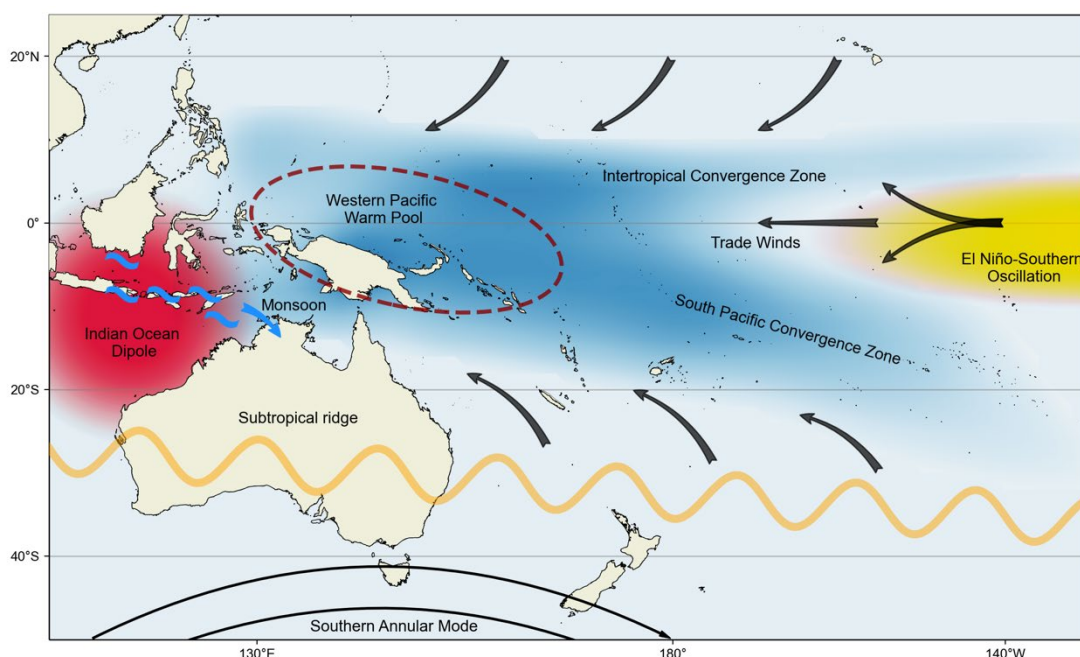 20°N
Intertropical Convergence Zone
Western Pacific
Warm Pool
0°
Trade Winds
El Niño-Southern
Oscillation
Monsoon
South Pacific Convergence Zone
Indian Ocean
Dipole
20°S
Subtropical ridge
40°S
Southern Annular Mode
130°E
180°
140°W